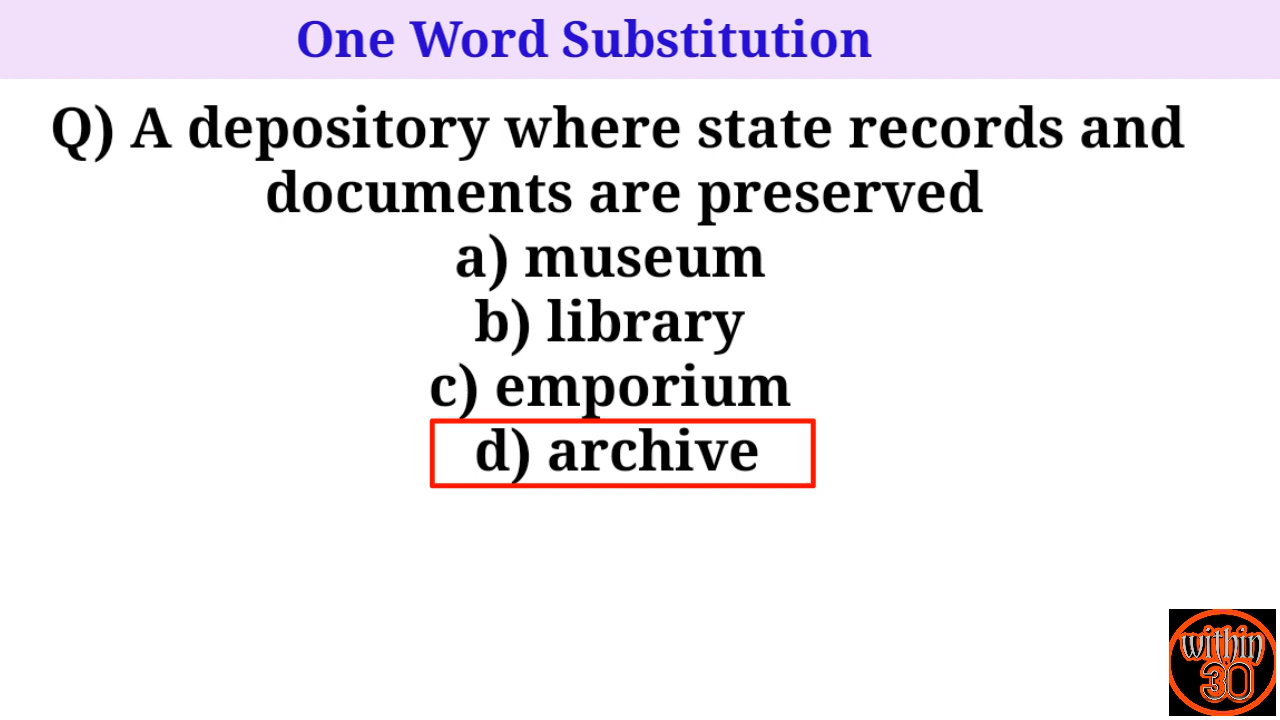 One Word Substitution
Q) A depository where state records and
documents are preserved
a) museum
b) library
c) emporium
d) archive
within
30